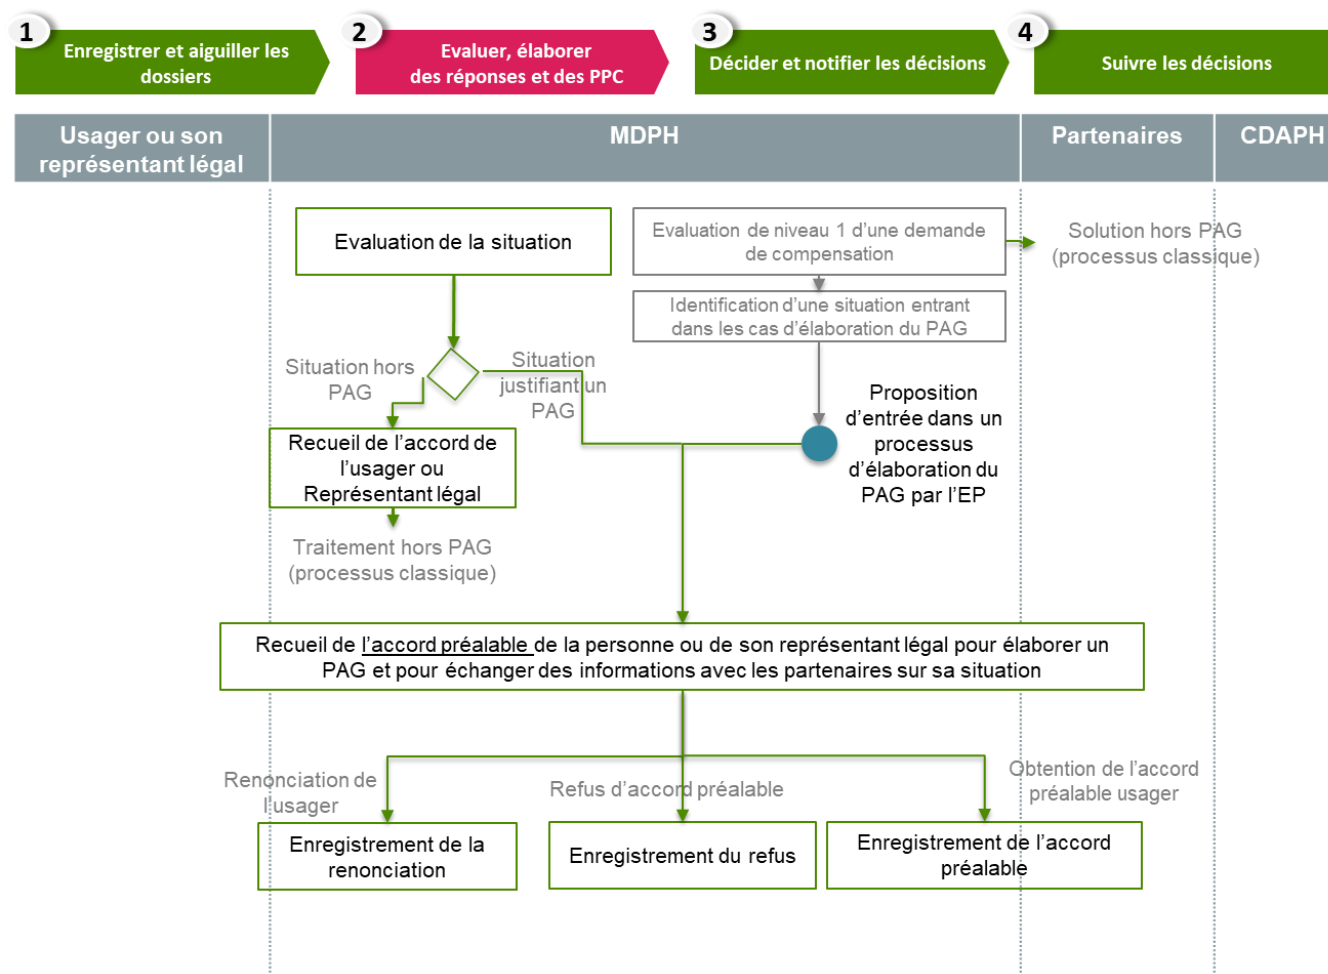 1
Enregistrer et aiguiller les
dossiers
2
Evaluer, élaborer
des réponses et des PPC
3
Décider et notifier les décisions
4
Suivre les décisions
Usager ou son
représentant légal
MDPH
Partenaires
CDAPH
Evaluation de la situation
Evaluation de niveau 1 d’une demande
de compensation
Solution hors PAG
(processus classique)
Identification d’une situation entrant
dans les cas d’élaboration du PAG
Situation hors
PAG
Situation
justifiant un
PAG
Proposition
d’entrée dans un
processus
d’élaboration du
PAG par l’EP
Recueil de l’accord de
l’usager ou
Représentant légal
Traitement hors PAG
(processus classique)
Recueil de l’accord préalable de la personne ou de son représentant légal pour élaborer un
PAG et pour échanger des informations avec les partenaires sur sa situation
Renonciation de
l’usager
Refus d’accord préalable
Obtention de l’accord
préalable usager
Enregistrement de la
renonciation
Enregistrement du refus
Enregistrement de l’accord
préalable